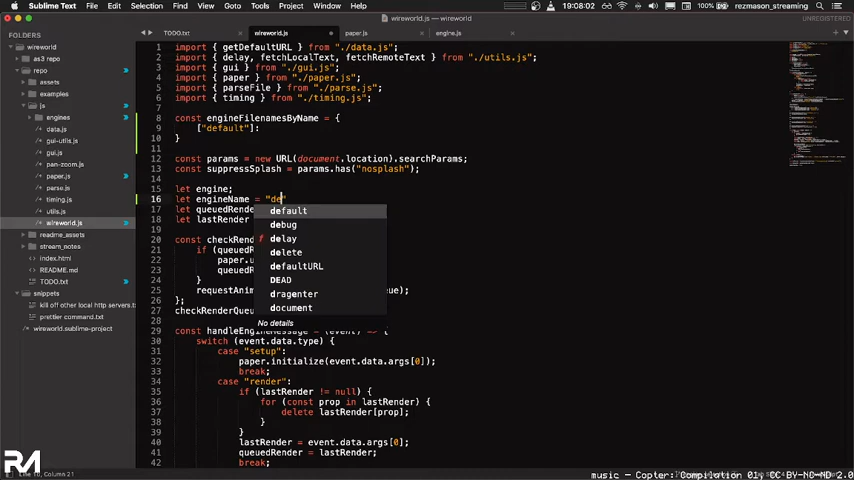 Sublime Text File Edit Selection Find View Goto Tools Project Window Help 100% 19:08:02 rezmason_streaming
wireworld.js — wireworld UNREGISTERED
TODO.txt wireworld.js paper.js engine.js
FOLDERS
wireworld
as3 repo
repo
assets
examples
js
engines
data.js
gui-utils.js
gui.js
pan-zoom.js
paper.js
parse.js
timing.js
utils.js
wireworld.js
readme_assets
stream_notes
index.html
README.md
TODO.txt
snippets
kill off other local http servers.t
prettier command.txt
wireworld.sublime-project
1 import { getDefaultURL } from "./data.js";
2 import { delay, fetchLocalText, fetchRemoteText } from "./utils.js";
3 import { gui } from "./gui.js";
4 import { paper } from "./paper.js";
5 import { parseFile } from "./parse.js";
6 import { timing } from "./timing.js";
7
8 const engineFilenamesByName = {
9 ["default"]:
10 }
11
12 const params = new URL(document.location).searchParams;
13 const suppressSplash = params.has("nosplash");
14
15 let engine;
16 let engineName = "de"
17 let queuedRende
18 let lastRender
19
20 const checkRend
21 if (queuedR
22 paper.u
23 queuedR
24 }
25 requestAnim ue);
26 };
27 checkRenderQueu
28
29 const handleEngineMessage = (event) => {
30 switch (event.data.type) {
31 case "setup":
32 paper.initialize(event.data.args[0]);
33 break;
34 case "render":
35 if (lastRender != null) {
36 for (const prop in lastRender) {
37 delete lastRender[prop];
38 }
39 }
40 lastRender = event.data.args[0];
41 queuedRender = lastRender;
42 break;
default
debug
f delay
delete
defaultURL
DEAD
dragenter
document
No details
RM
Column 21
music - Copter: Compilation 01, CC BY-NC-ND 2.0